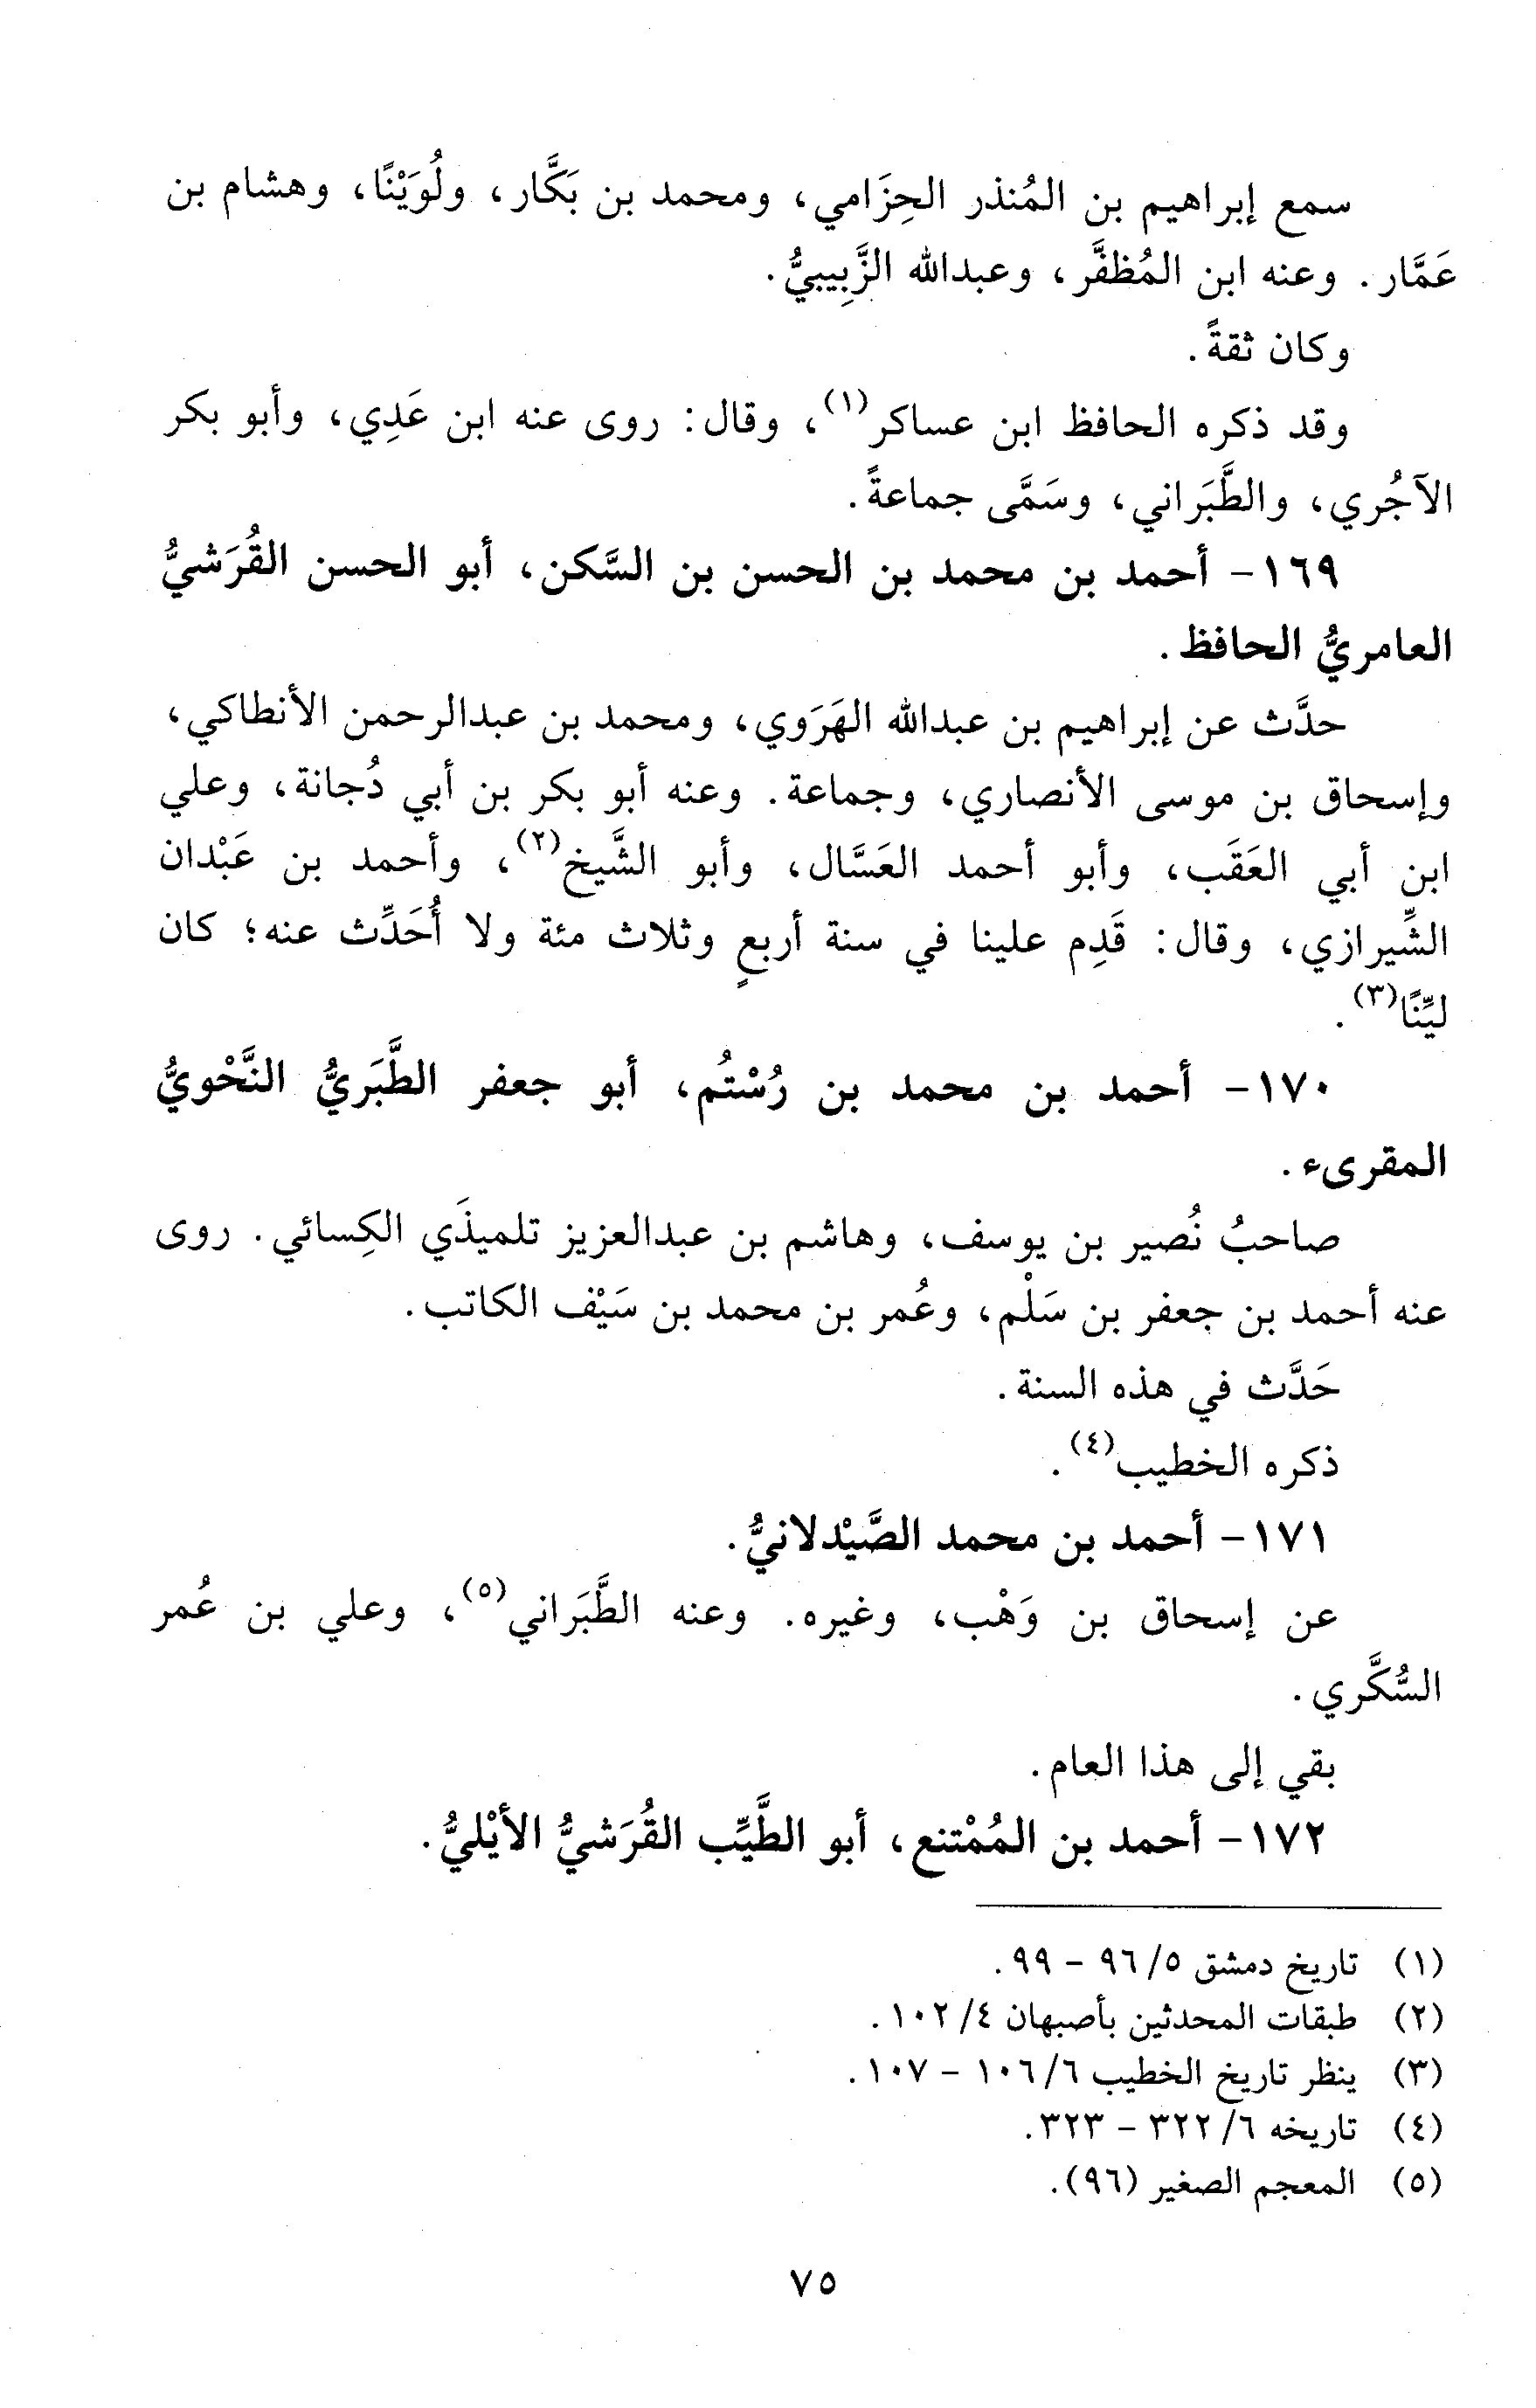 سمع إبراهيم بن المُنذر الحِزَامي، ومحمد بن بَكَّار، ولُوَيْنًا، وهشام بن
عَمَّار. وعنه ابن المُظفَّر، وعبدالله الزَّبِيبيُّ.
وكان ثقةً.
وقد ذكره الحافظ ابن عساكر(١)، وقال: روى عنه ابن عَدِي، وأبو بكر
الآجُري، والطَّبَراني، وسَمَّى جماعةً.
١٦٩- أحمد بن محمد بن الحسن بن السَّكن، أبو الحسن القُرَشيُّ
العامريُّ الحافظ.
حدَّث عن إبراهيم بن عبدالله الهَرَوي، ومحمد بن عبدالرحمن الأنطاكي،
وإسحاق بن موسى الأنصاري، وجماعة. وعنه أبو بكر بن أبي دُجانة، وعلي
ابن أبي العَقَب، وأبو أحمد العَسَّال، وأبو الشَّيخ(٢)، وأحمد بن عَبْدان
الشِّيرازي، وقال: قَدِم علينا في سنة أربعٍ وثلاث مئة ولا أُحَدِّث عنه؛ كان
ليِّنًا(٣).
١٧٠- أحمد بن محمد بن رُسْتُم، أبو جعفر الطَّبَريُّ النَّحْويُّ
المقرىء.
صاحبُ نُصير بن يوسف، وهاشم بن عبدالعزيز تلميذَي الكِسائي. روى
عنه أحمد بن جعفر بن سَلْم، وعُمر بن محمد بن سَيْف الكاتب.
حَدَّث في هذه السنة.
ذكره الخطيب(٤).
١٧١- أحمد بن محمد الصَّيْدلانيُّ.
عن إسحاق بن وَهْب، وغيره. وعنه الطَّبَراني(٥)، وعلي بن عُمر
السُّكَّري.
بقي إلى هذا العام.
١٧٢- أحمد بن المُمْتنع، أبو الطَّيِّب القُرَشيُّ الأيْليُّ.
(١) تاريخ دمشق ٥/ ٩٦ - ٩٩.
(٢) طبقات المحدثين بأصبهان ٤/ ١٠٢.
(٣) ينظر تاريخ الخطيب ٦/ ١٠٦ - ١٠٧.
(٤) تاريخه ٦/ ٣٢٢ - ٣٢٣.
(٥) المعجم الصغير (٩٦).
٧٥